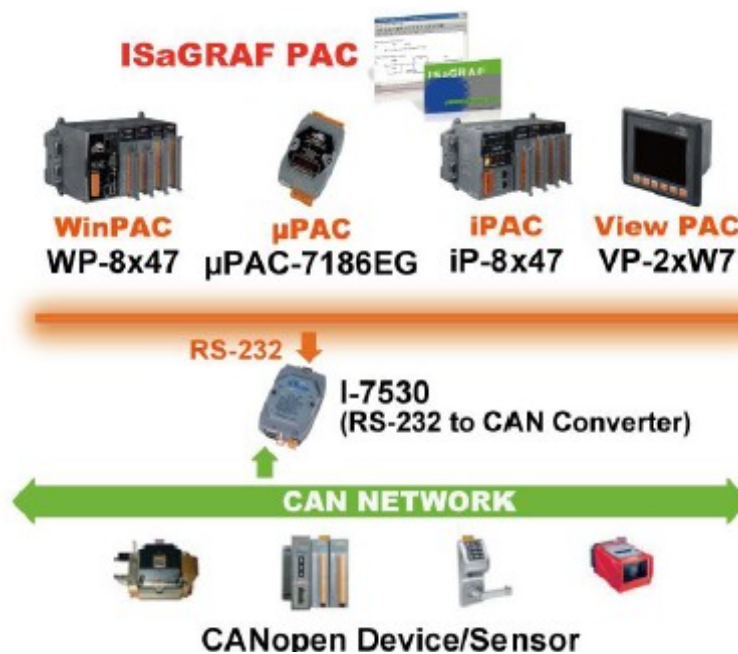 ISaGRAF PAC
ISaGRAF
WinPAC
µPAC
iPAC
View PAC
WP-8x47
µPAC-7186EG
iP-8x47
VP-2xW7
RS-232
I-7530
(RS-232 to CAN Converter)
CAN NETWORK
CANopen Device/Sensor